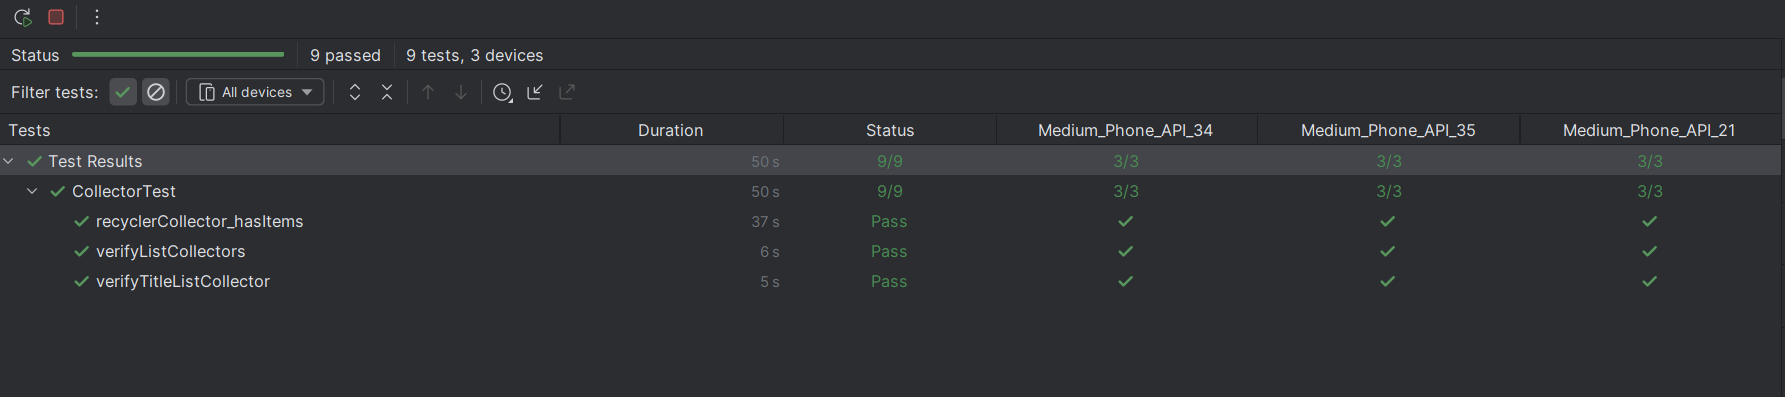 Status 9 passed 9 tests, 3 devices
Filter tests: All devices
Tests Duration Status Medium_Phone_API_34 Medium_Phone_API_35 Medium_Phone_API_21
Test Results 50 s 9/9 3/3 3/3 3/3
CollectorTest 50 s 9/9 3/3 3/3 3/3
recyclerCollector_hasItems 37 s Pass
verifyListCollectors 6 s Pass
verifyTitleListCollector 5 s Pass